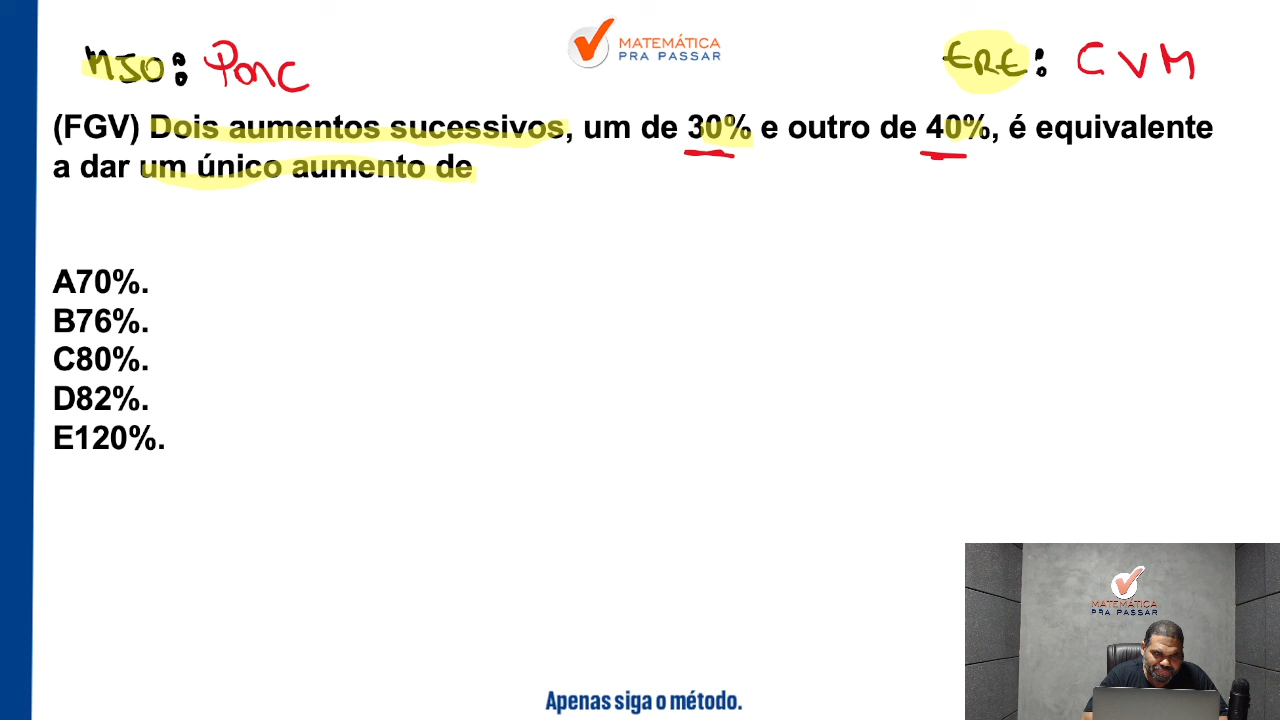 MATEMÁTICA
PRA PASSAR
MJO: PORC
ERE: CVM
(FGV) Dois aumentos sucessivos, um de 30% e outro de 40%, é equivalente
a dar um único aumento de
A70%.
B76%.
C80%.
D82%.
E120%.
MATEMÁTICA
PRA PASSAR
Apenas siga o método.